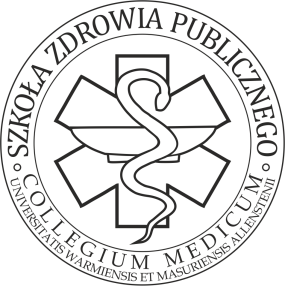 SZKOŁA ZDROWIA PUBLICZNEGO
COLLEGIUM MEDICUM
UNIVERSITATIS WARMIENSIS ET MASURIENSIS ALLENSTENII